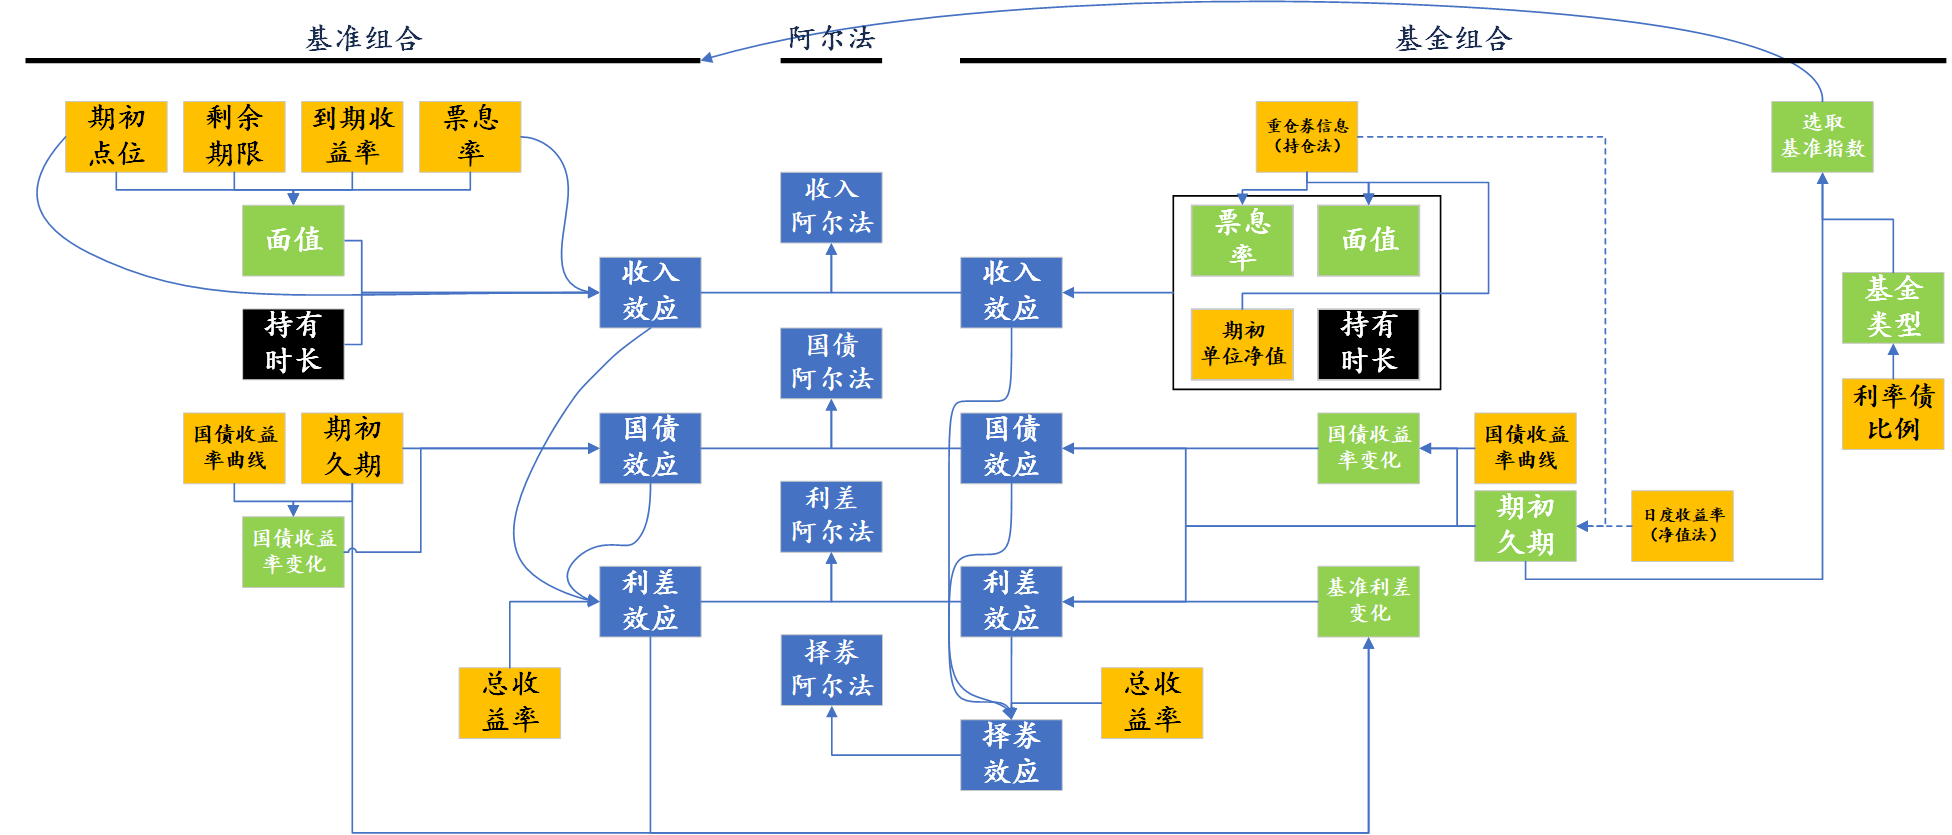 基准组合
阿尔法
基金组合
期初
点位
剩余
期限
到期收
益率
票息
率
面值
持有
时长
国债收益
率曲线
期初
久期
国债收益
率变化
总收
益率
收入
效应
国债
效应
利差
效应
收入
阿尔法
国债
阿尔法
利差
阿尔法
择券
阿尔法
收入
效应
国债
效应
利差
效应
择券
效应
重仓券信息
（持仓法）
票息
率
面值
期初
单位净值
持有
时长
国债收益
率变化
国债收益
率曲线
期初
久期
日度收益率
（净值法）
基准利差
变化
总收
益率
选取
基准指数
基金
类型
利率债
比例